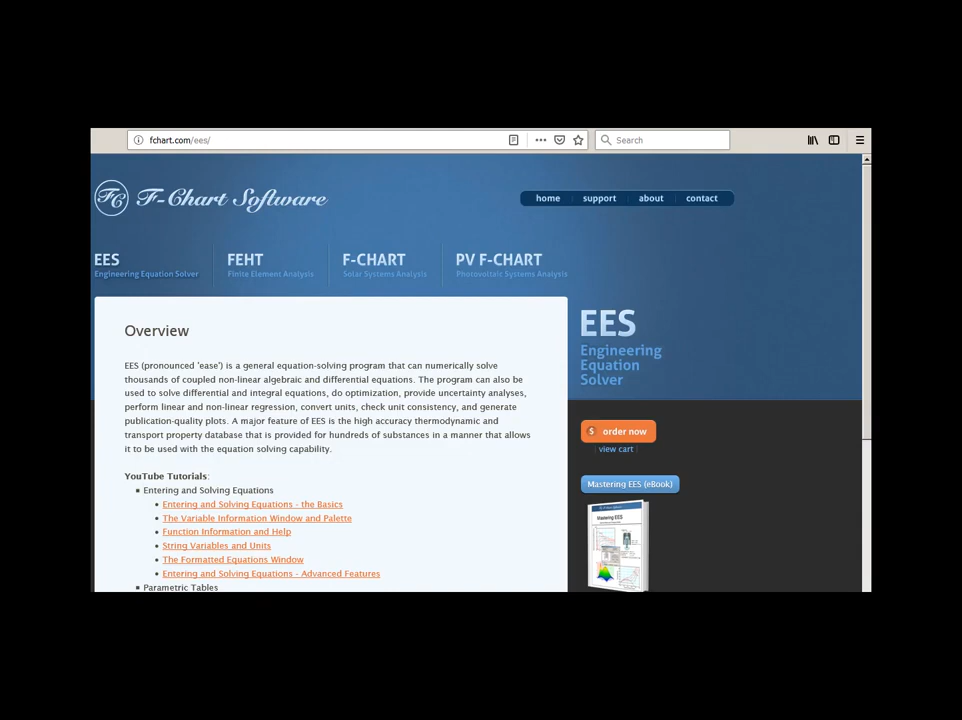 fchart.com/ees/
Search
FC F-Chart Software
home support about contact
EES
Engineering Equation Solver
FEHT
Finite Element Analysis
F-CHART
Solar Systems Analysis
PV F-CHART
Photovoltaic Systems Analysis
Overview
EES (pronounced 'ease') is a general equation-solving program that can numerically solve
thousands of coupled non-linear algebraic and differential equations. The program can also be
used to solve differential and integral equations, do optimization, provide uncertainty analyses,
perform linear and non-linear regression, convert units, check unit consistency, and generate
publication-quality plots. A major feature of EES is the high accuracy thermodynamic and
transport property database that is provided for hundreds of substances in a manner that allows
it to be used with the equation solving capability.
YouTube Tutorials:
Entering and Solving Equations
Entering and Solving Equations - the Basics
The Variable Information Window and Palette
Function Information and Help
String Variables and Units
The Formatted Equations Window
Entering and Solving Equations - Advanced Features
Parametric Tables
EES
Engineering
Equation
Solver
$ order now
view cart
Mastering EES (eBook)
Mastering EES